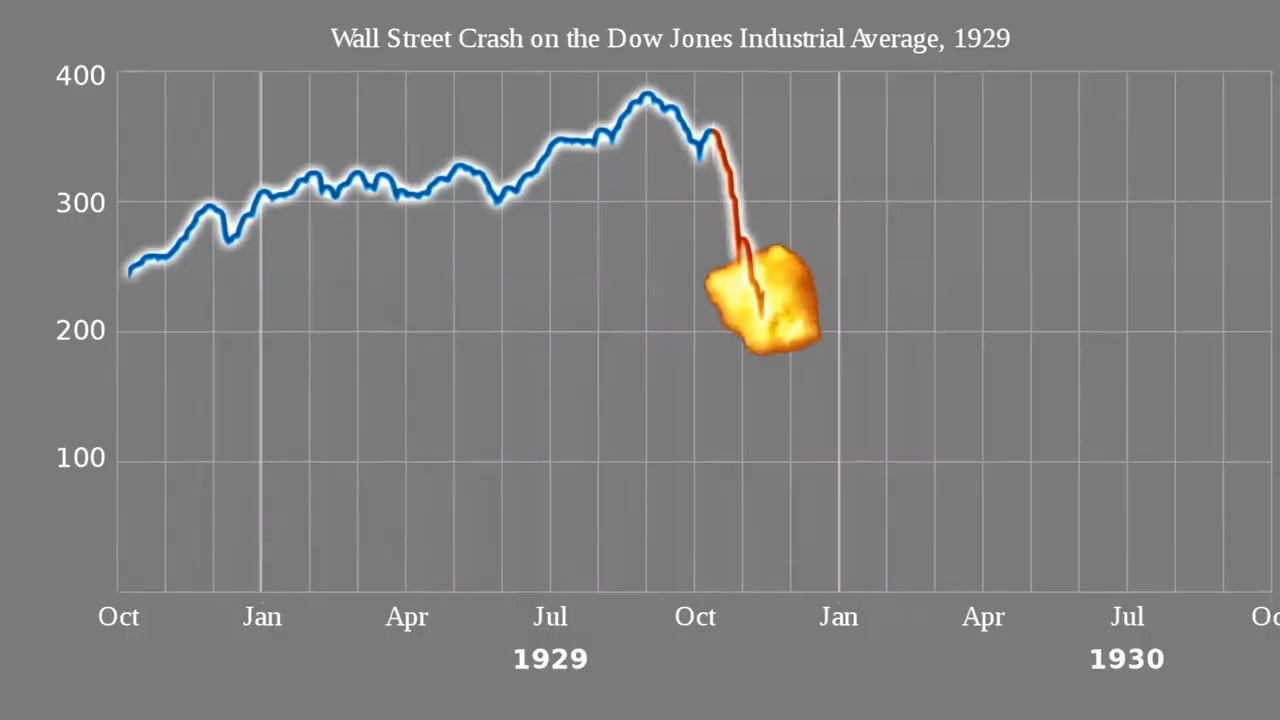 Wall Street Crash on the Dow Jones Industrial Average, 1929
400
300
200
100
Oct Jan Apr Jul Oct Jan Apr Jul
1929 1930